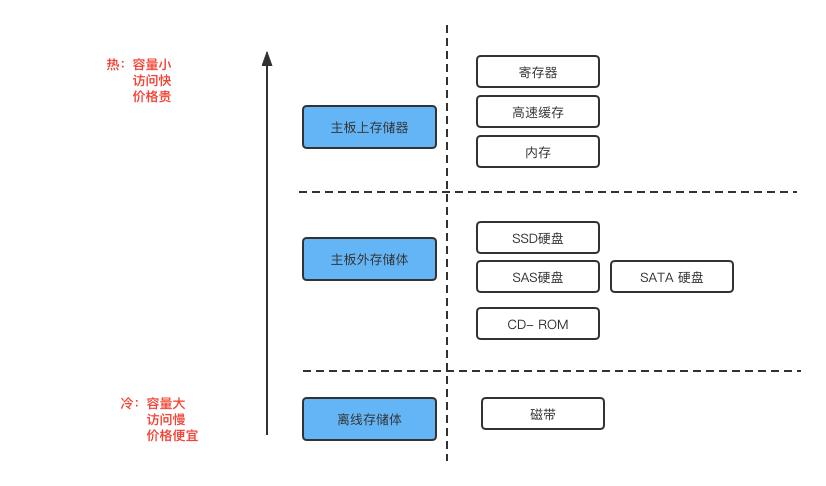 热：容量小
访问快
价格贵
主板上存储器
寄存器
高速缓存
内存
主板外存储体
SSD硬盘
SAS硬盘
SATA 硬盘
CD- ROM
冷：容量大
访问慢
价格便宜
离线存储体
磁带